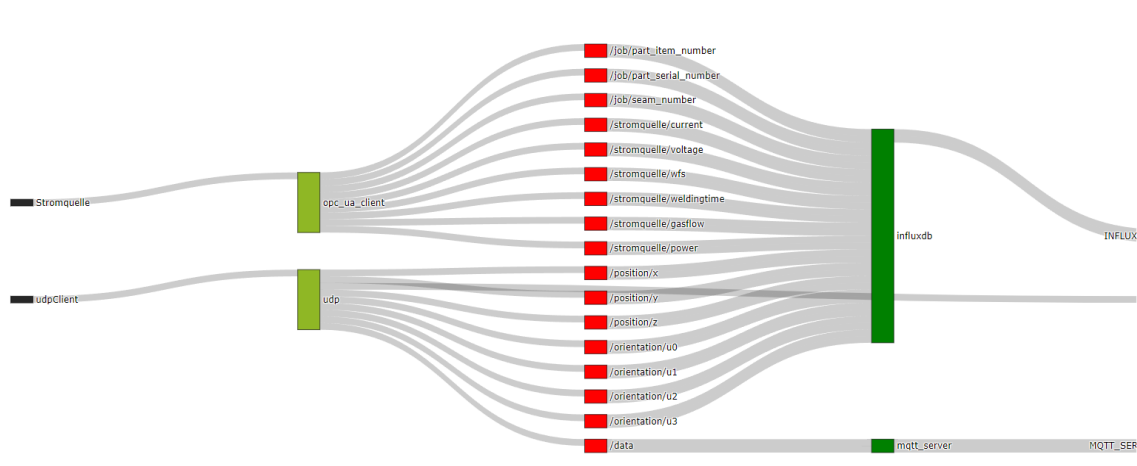 Stromquelle
udpClient
opc_ua_client
udp
/job/part_item_number
/job/part_serial_number
/job/seam_number
/stromquelle/current
/stromquelle/voltage
/stromquelle/wfs
/stromquelle/weldingtime
/stromquelle/gasflow
/stromquelle/power
/position/x
/position/y
/position/z
/orientation/u0
/orientation/u1
/orientation/u2
/orientation/u3
/data
influxdb
mqtt_server
INFLUX
MQTT_SER